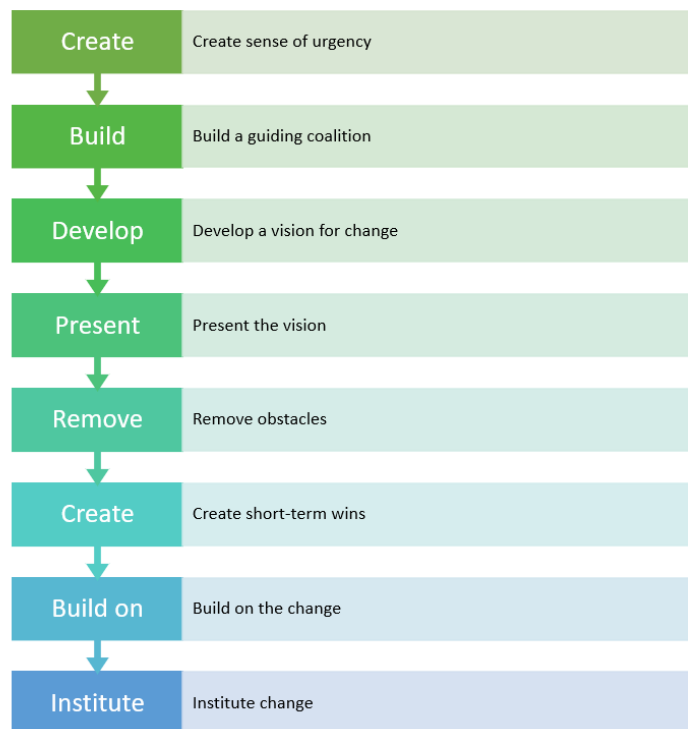 Create
Create sense of urgency
Build
Build a guiding coalition
Develop
Develop a vision for change
Present
Present the vision
Remove
Remove obstacles
Create
Create short-term wins
Build on
Build on the change
Institute
Institute change